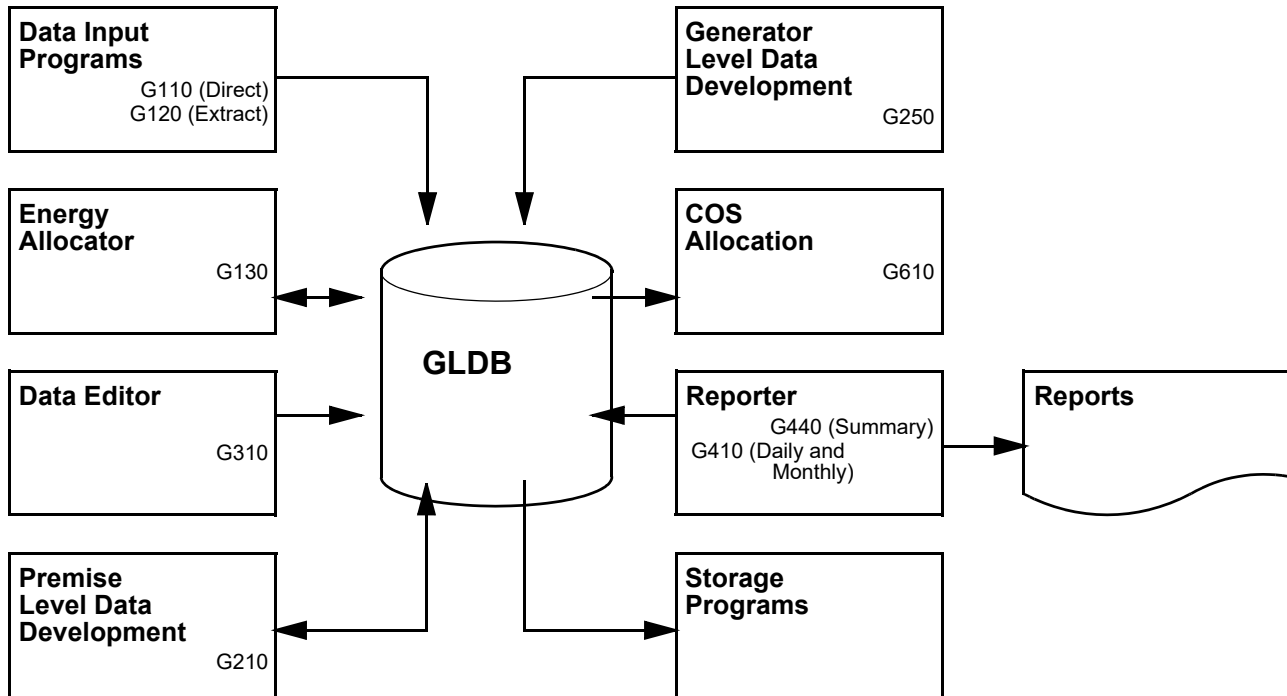 Data Input
Programs
G110 (Direct)
G120 (Extract)
Generator
Level Data
Development
G250
Energy
Allocator
G130
COS
Allocation
G610
GLDB
Data Editor
G310
Reporter
G440 (Summary)
G410 (Daily and
Monthly)
Reports
Premise
Level Data
Development
G210
Storage
Programs